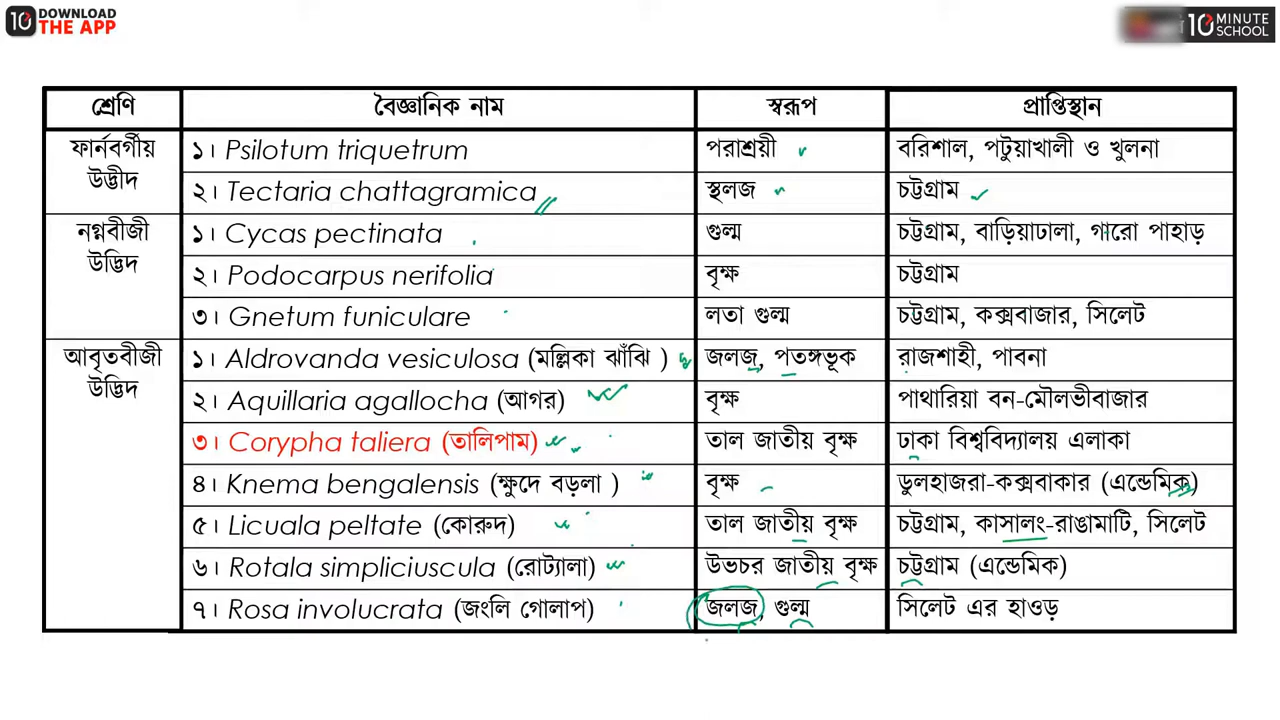 10 DOWNLOAD
THE APP
10 MINUTE
SCHOOL
শ্রেণি বৈজ্ঞানিক নাম স্বরূপ প্রাপ্তিস্থান
ফার্নবর্গীয় উদ্ভীদ
১। Psilotum triquetrum পরাশ্রয়ী বরিশাল, পটুয়াখালী ও খুলনা
২। Tectaria chattagramica স্থলজ চট্টগ্রাম
নগ্নবীজী উদ্ভিদ
১। Cycas pectinata গুল্ম চট্টগ্রাম, বাড়িয়াঢালা, গারো পাহাড়
২। Podocarpus nerifolia বৃক্ষ চট্টগ্রাম
৩। Gnetum funiculare লতা গুল্ম চট্টগ্রাম, কক্সবাজার, সিলেট
আবৃতবীজী উদ্ভিদ
১। Aldrovanda vesiculosa (মল্লিকা ঝাঁঝি ) জলজ, পতঙ্গভূক রাজশাহী, পাবনা
২। Aquillaria agallocha (আগর) বৃক্ষ পাথারিয়া বন-মৌলভীবাজার
৩। Corypha taliera (তালিপাম) তাল জাতীয় বৃক্ষ ঢাকা বিশ্ববিদ্যালয় এলাকা
৪। Knema bengalensis (ক্ষুদে বড়লা ) বৃক্ষ ডুলহাজরা-কক্সবাকার (এন্ডেমিক)
৫। Licuala peltate (কোরুদ) তাল জাতীয় বৃক্ষ চট্টগ্রাম, কাসালং-রাঙামাটি, সিলেট
৬। Rotala simpliciuscula (রোট্যালা) উভচর জাতীয় বৃক্ষ চট্টগ্রাম (এন্ডেমিক)
৭। Rosa involucrata (জংলি গোলাপ) জলজ, গুল্ম সিলেট এর হাওড়